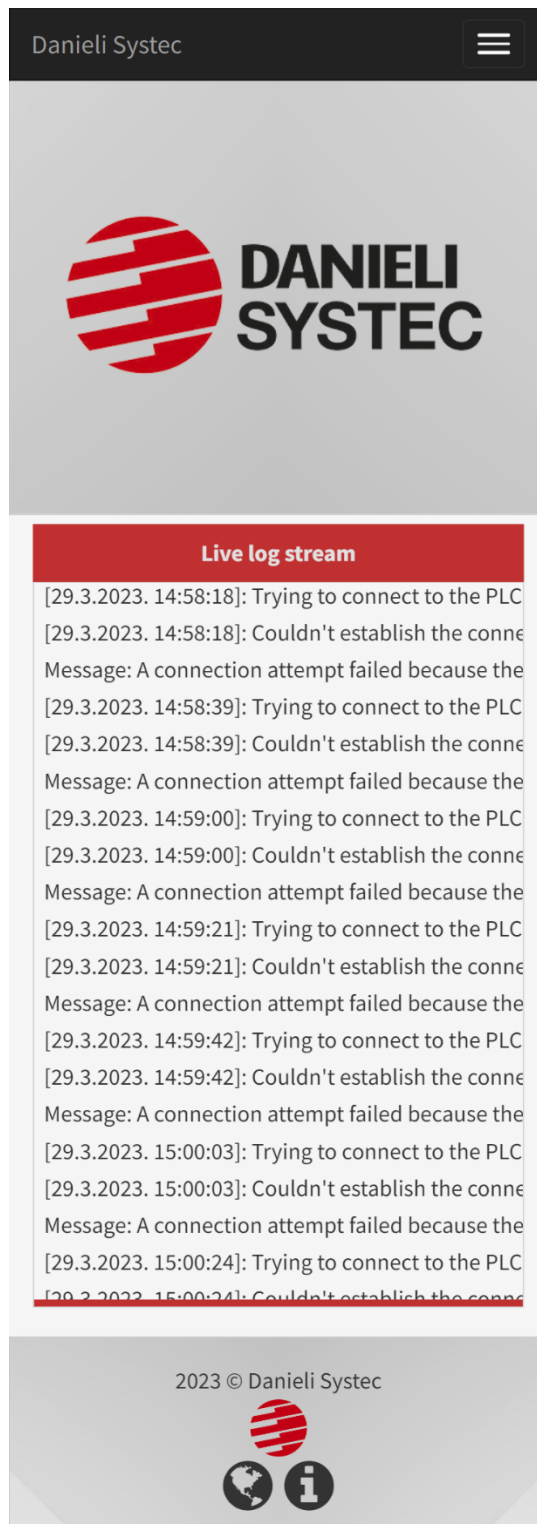 Danieli Systec
DANIELI
SYSTEC
Live log stream
[29.3.2023. 14:58:18]: Trying to connect to the PLC
[29.3.2023. 14:58:18]: Couldn't establish the conne
Message: A connection attempt failed because the
[29.3.2023. 14:58:39]: Trying to connect to the PLC
[29.3.2023. 14:58:39]: Couldn't establish the conne
Message: A connection attempt failed because the
[29.3.2023. 14:59:00]: Trying to connect to the PLC
[29.3.2023. 14:59:00]: Couldn't establish the conne
Message: A connection attempt failed because the
[29.3.2023. 14:59:21]: Trying to connect to the PLC
[29.3.2023. 14:59:21]: Couldn't establish the conne
Message: A connection attempt failed because the
[29.3.2023. 14:59:42]: Trying to connect to the PLC
[29.3.2023. 14:59:42]: Couldn't establish the conne
Message: A connection attempt failed because the
[29.3.2023. 15:00:03]: Trying to connect to the PLC
[29.3.2023. 15:00:03]: Couldn't establish the conne
Message: A connection attempt failed because the
[29.3.2023. 15:00:24]: Trying to connect to the PLC
[29.3.2023. 15:00:24]: Couldn't establish the conne
2023 © Danieli Systec